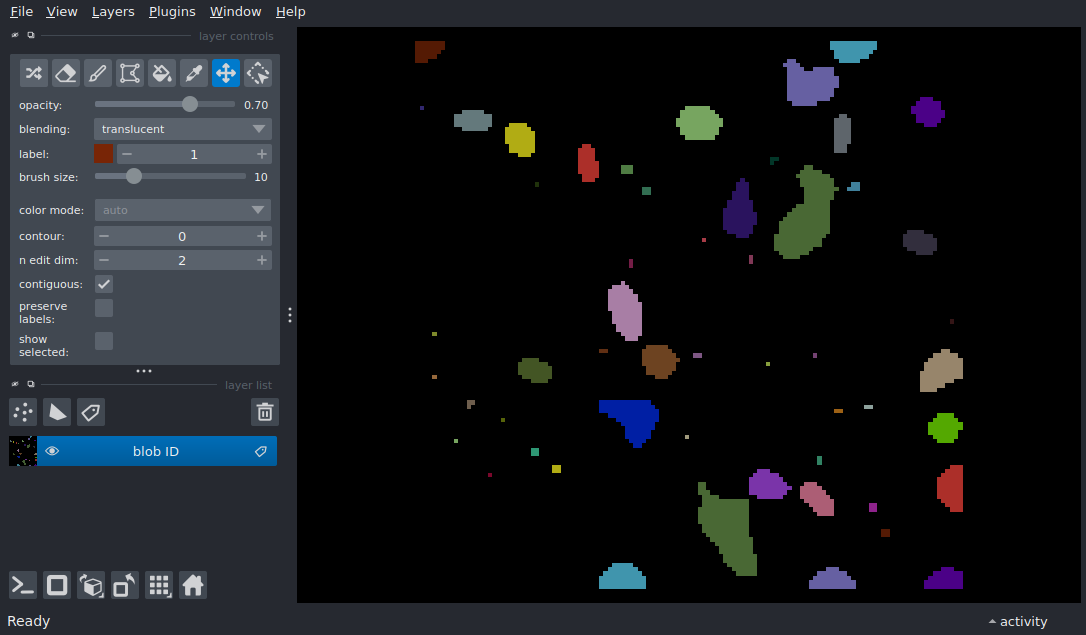 File View Layers Plugins Window Help
layer controls
opacity: 0.70
blending: translucent
label: 1
brush size: 10
color mode: auto
contour: 0
n edit dim: 2
contiguous:
preserve
labels:
show
selected:
layer list
blob ID
Ready
activity